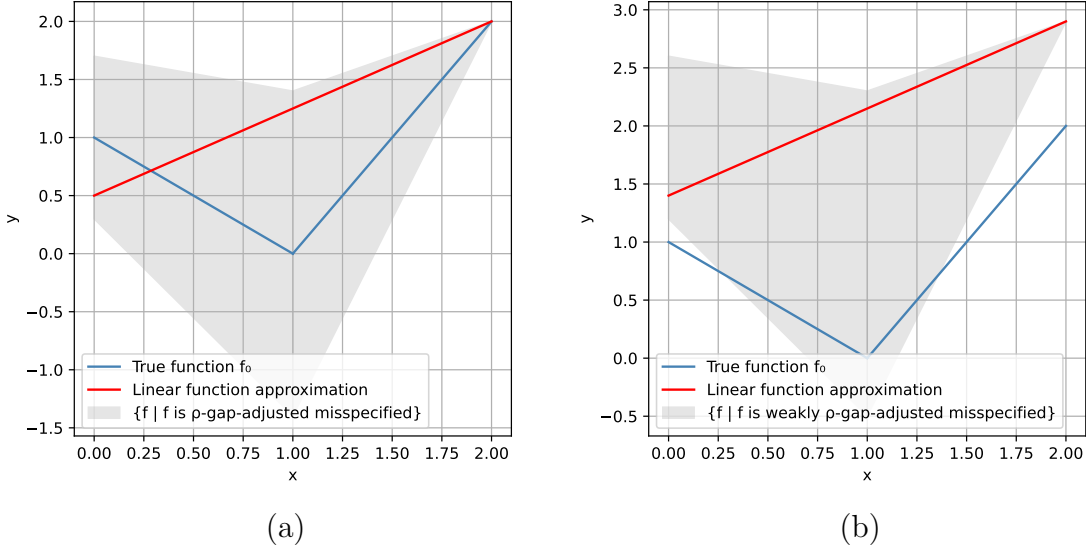 2.0
1.5
1.0
0.5
0.0
−0.5
−1.0
−1.5
y
0.00 0.25 0.50 0.75 1.00 1.25 1.50 1.75 2.00
x
True function f₀
Linear function approximation
{f | f is ρ-gap-adjusted misspecified}
(a)
3.0
2.5
2.0
1.5
1.0
0.5
0.0
−0.5
y
0.00 0.25 0.50 0.75 1.00 1.25 1.50 1.75 2.00
x
True function f₀
Linear function approximation
{f | f is weakly ρ-gap-adjusted misspecified}
(b)